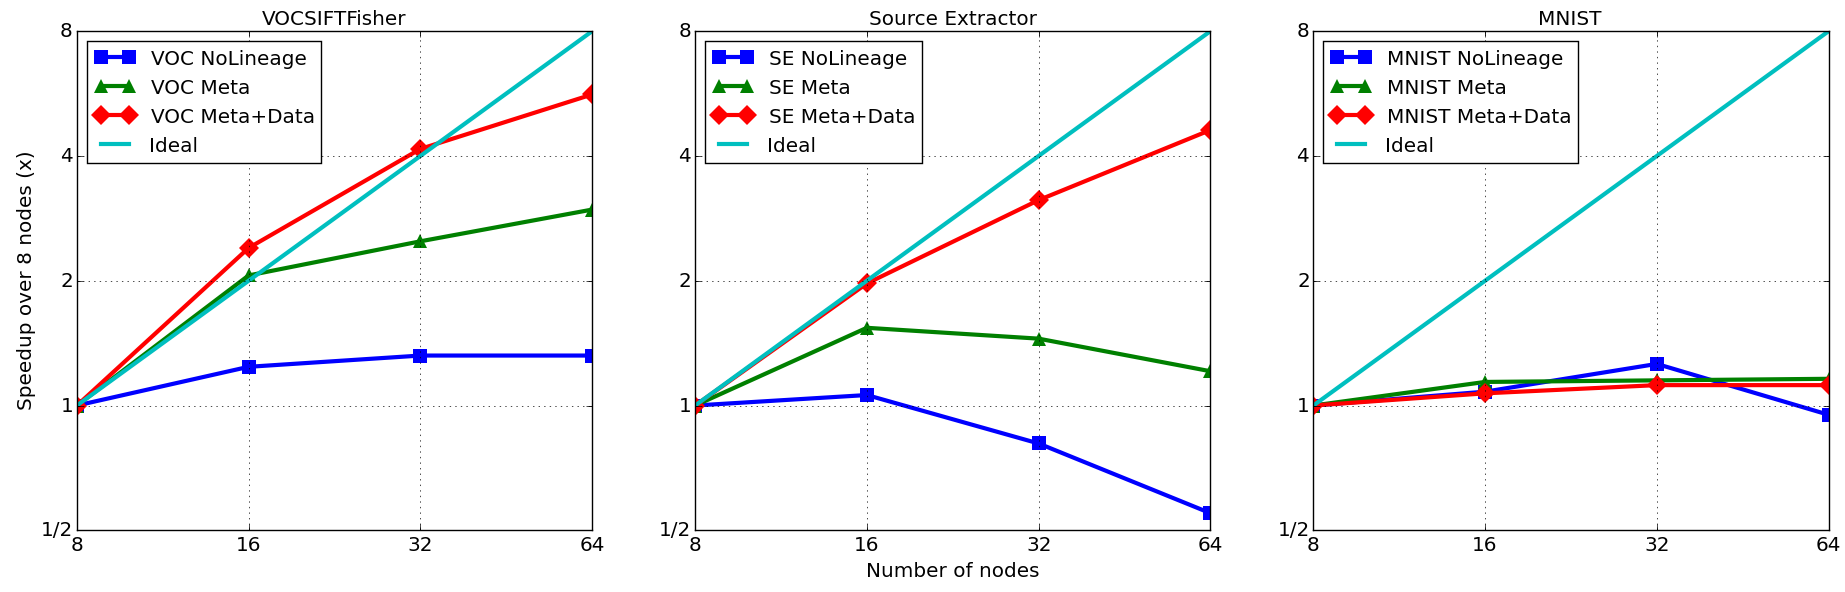 VOCSIFTFisher
Speedup over 8 nodes (x)
8
4
2
1
1/2
VOC NoLineage
VOC Meta
VOC Meta+Data
Ideal
8 16 32 64
Source Extractor
8
4
2
1
1/2
SE NoLineage
SE Meta
SE Meta+Data
Ideal
8 16 32 64
Number of nodes
MNIST
8
4
2
1
1/2
MNIST NoLineage
MNIST Meta
MNIST Meta+Data
Ideal
8 16 32 64